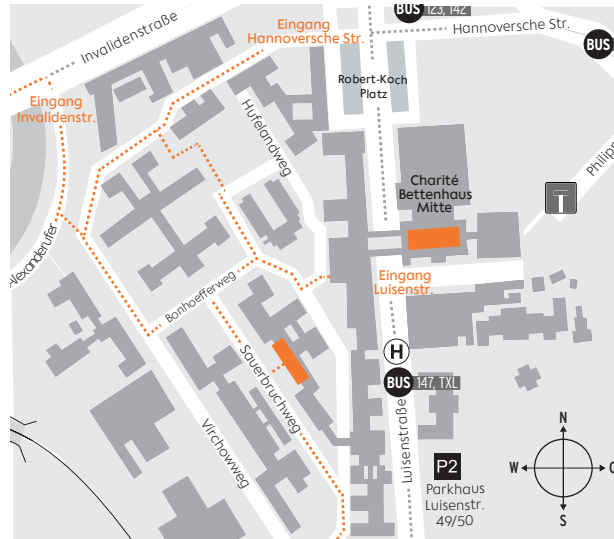 BUS 123, 142
Eingang
Hannoversche Str.
Hannoversche Str.
BUS
Invalidenstraße
Robert-Koch
Platz
Eingang
Invalidenstr.
Hufelandweg
Charité
Bettenhaus
Mitte
Alexanderufer
Eingang
Luisenstr.
Bonhoefferweg
H
BUS 147, TXL
Sauerbruchweg
Virchowweg
Luisenstraße
N
W
S
P2
Parkhaus
Luisenstr.
49/50